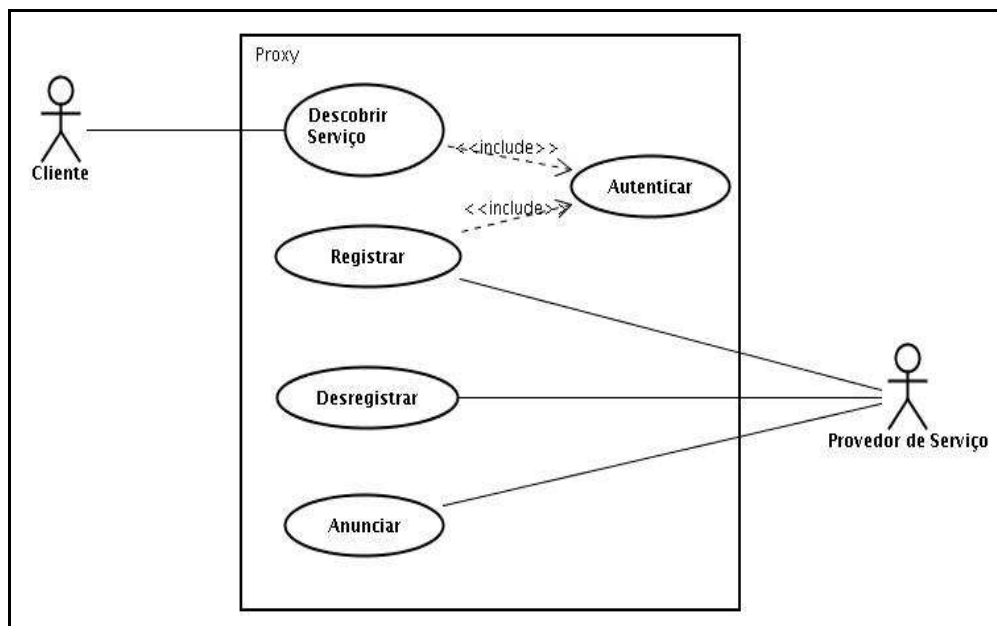 Proxy
Descobrir
Serviço
Cliente
<<include>>
Autenticar
<<include>>
Registrar
Desregistrar
Provedor de Serviço
Anunciar